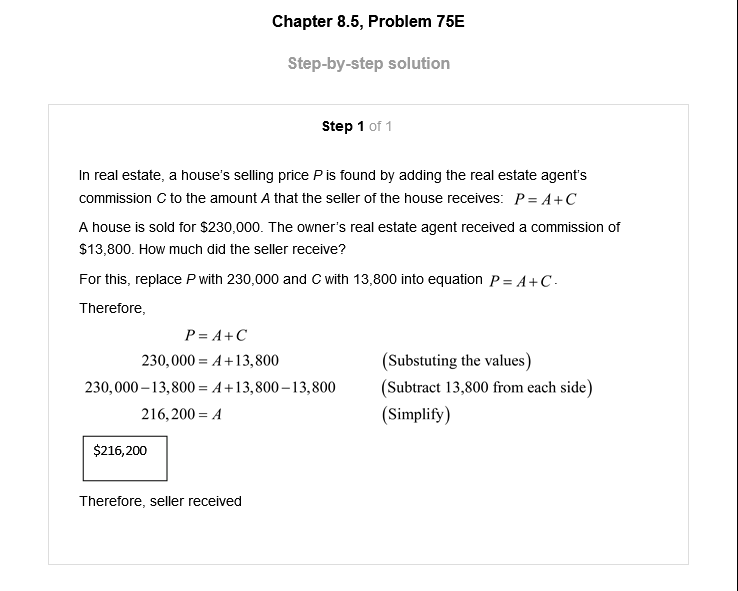 Chapter 8.5, Problem 75E
Step-by-step solution
Step 1 of 1
In real estate, a house's selling price P is found by adding the real estate agent's
commission C to the amount A that the seller of the house receives: P = A+C
A house is sold for $230,000. The owner's real estate agent received a commission of
$13,800. How much did the seller receive?
For this, replace P with 230,000 and C with 13,800 into equation P = A+C.
Therefore,
P = A+C
230,000 = A+13,800 (Substuting the values)
230,000−13,800 = A+13,800−13,800 (Subtract 13,800 from each side)
216,200 = A (Simplify)
$216,200
Therefore, seller received